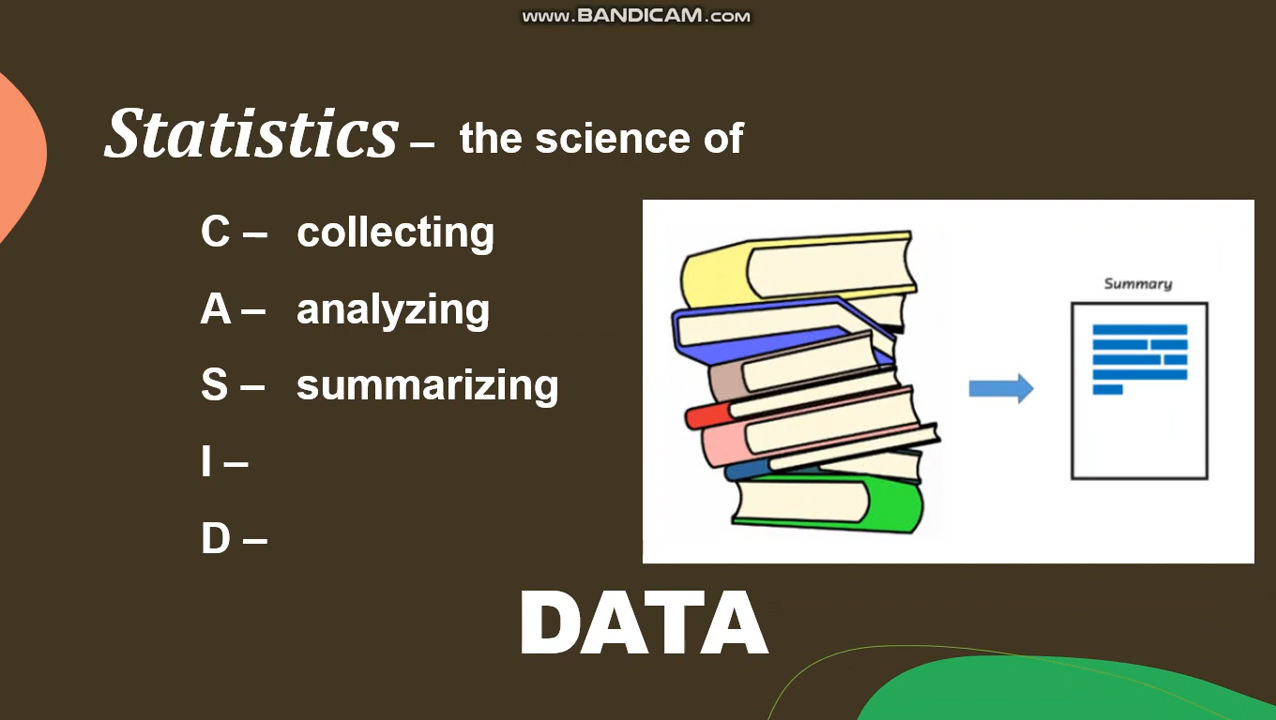 www.BANDICAM.com
Statistics – the science of
C – collecting
A – analyzing
S – summarizing
I –
D –
Summary
DATA